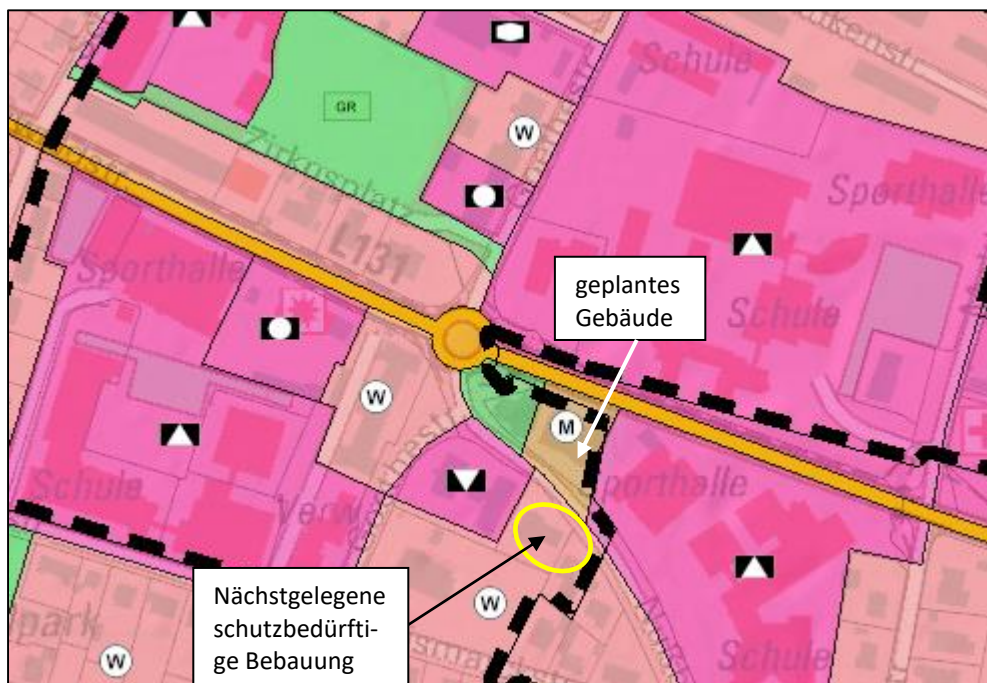 Schule
GR
W
Zirkusplatz
Sporthalle
L131
geplantes
Gebäude
Sporthalle
Schule
W
M
Sporthalle
Schule
Nächstgelegene
schutzbedürfti-
ge Bebauung
W
W
Schule